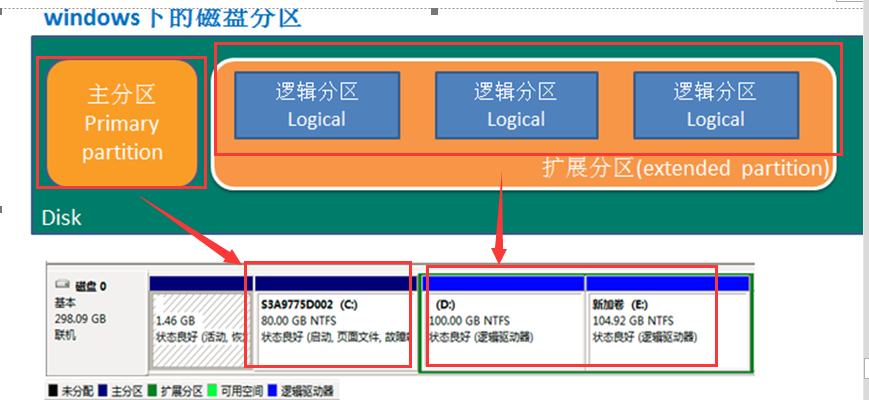 windows下的磁盘分区
主分区
Primary
partition
逻辑分区
Logical
逻辑分区
Logical
逻辑分区
Logical
扩展分区(extended partition)
Disk
磁盘 0
基本
298.09 GB
联机
1.46 GB
状态良好 (活动, 恢
S3A9775D002 (C:)
80.00 GB NTFS
状态良好 (启动, 页面文件, 故障
(D:)
100.00 GB NTFS
状态良好 (逻辑驱动器)
新加卷 (E:)
104.92 GB NTFS
状态良好 (逻辑驱动器)
未分配 主分区 扩展分区 可用空间 逻辑驱动器